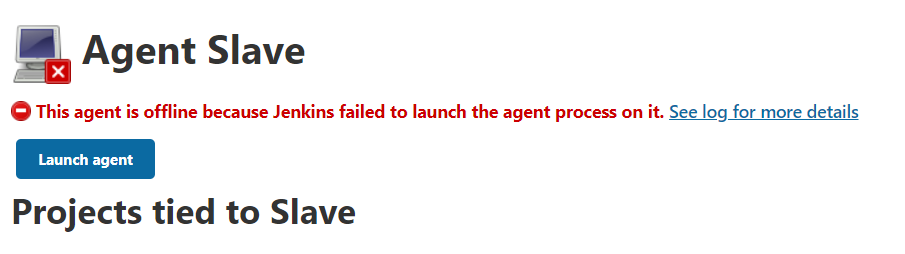 Agent Slave
This agent is offline because Jenkins failed to launch the agent process on it. See log for more details
Launch agent
Projects tied to Slave